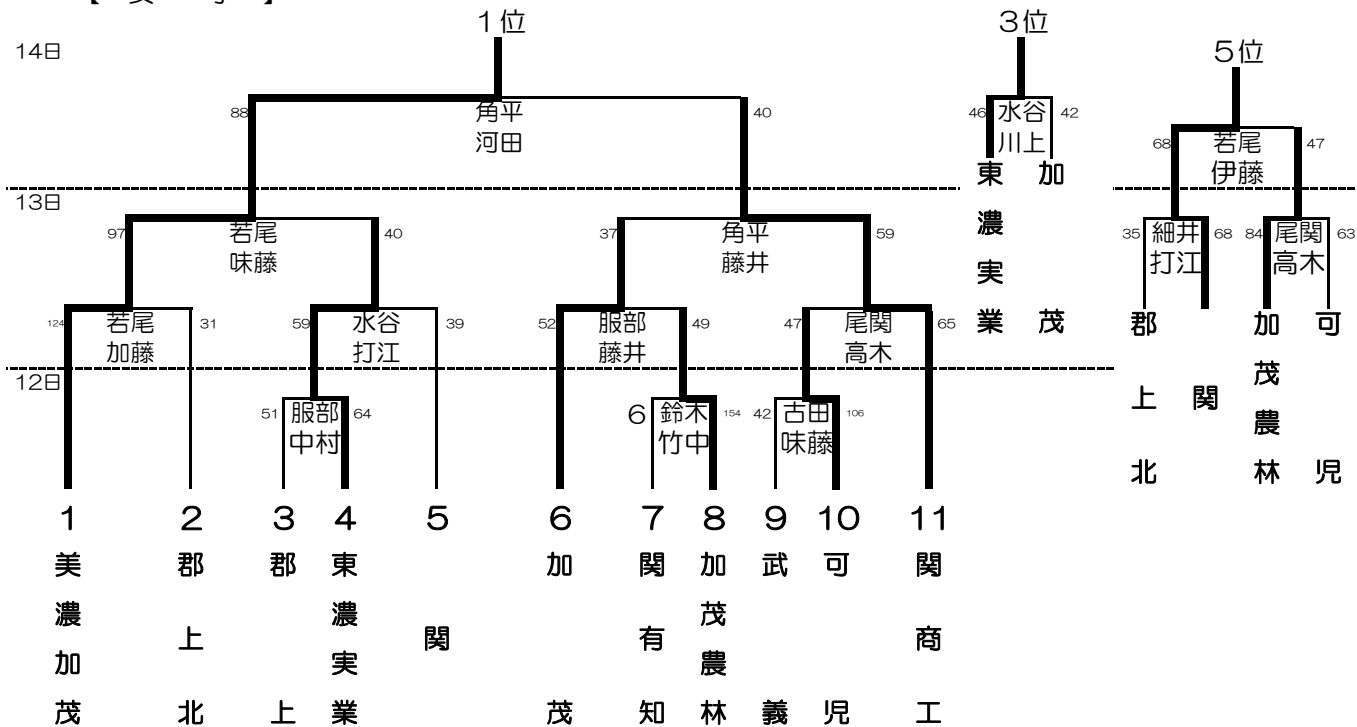 1位
3位
14日
5位
88
角平
40
46
水谷
42
河田
川上
68
若尾
47
伊藤
東濃実業
加茂
13日
97
若尾
40
37
角平
59
35
細井
68
84
尾関
63
味藤
藤井
打江
高木
124
若尾
31
59
水谷
39
52
服部
49
47
尾関
65
加藤
打江
藤井
高木
郡上北
関
加茂農林
可児
12日
51
服部
64
6
鈴木
154
42
古田
106
中村
竹中
味藤
1
2
3
4
5
6
7
8
9
10
11
美濃加茂
郡上北
郡上
東濃実業
関
加茂
関有知
加茂農林
武義
可児
関商工